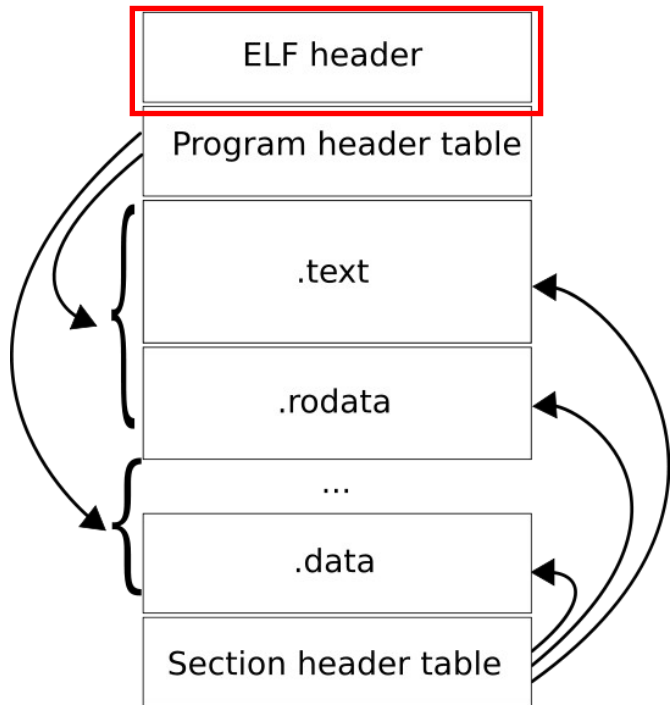 ELF header
Program header table
.text
.rodata
...
.data
Section header table